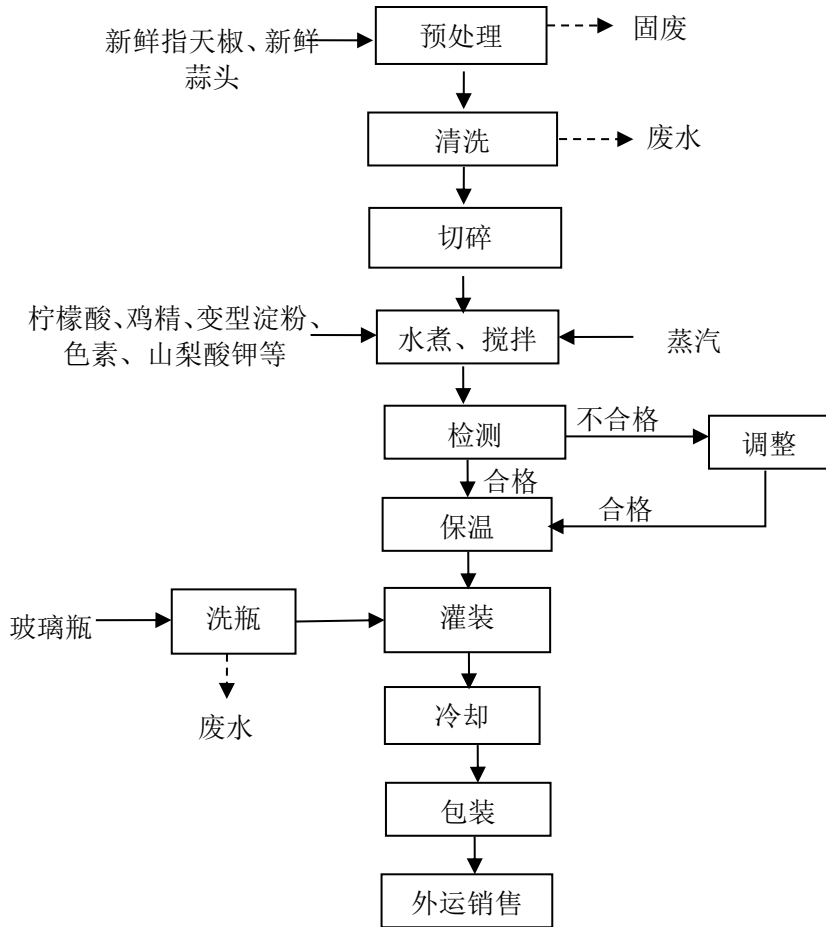 新鲜指天椒、新鲜
蒜头
预处理
固废
清洗
废水
切碎
柠檬酸、鸡精、变型淀粉、
色素、山梨酸钾等
水煮、搅拌
蒸汽
检测
不合格
调整
合格
保温
合格
玻璃瓶
洗瓶
灌装
废水
冷却
包装
外运销售